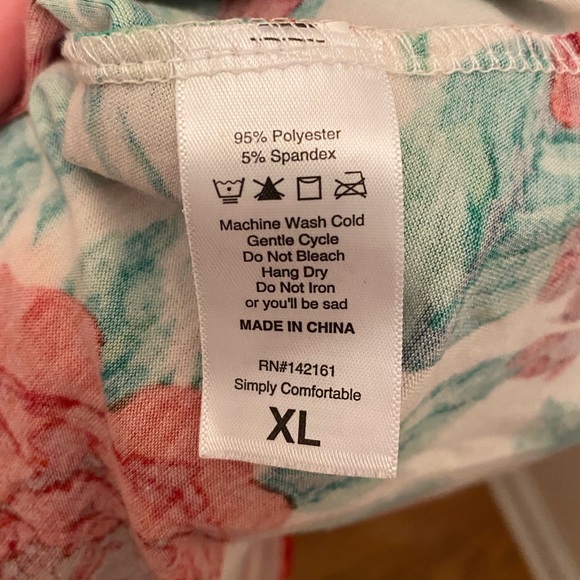 95% Polyester
5% Spandex
Machine Wash Cold
Gentle Cycle
Do Not Bleach
Hang Dry
Do Not Iron
or you'll be sad
MADE IN CHINA
RN#142161
Simply Comfortable
XL